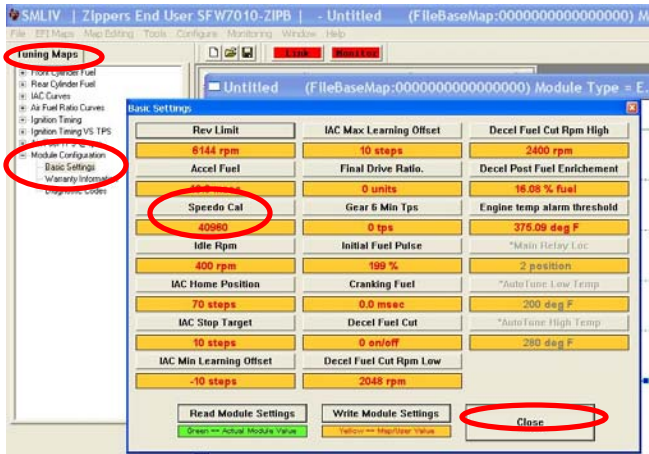 SMLIV | Zippers End User SFW7010-ZIPB | - Untitled (FileBaseMap:0000000000000000) M
File EFI Maps Map Editing Tools Configure Monitoring Window Help
Tuning Maps
Link
Monitor
Front Cylinder Fuel
Rear Cylinder Fuel
IAC Curves
Air Fuel Ratio Curves
Ignition Timing
Ignition Timing VS TPS
Module Configuration
Basic Settings
Warranty Information
Diagnostic Codes
Untitled (FileBaseMap:0000000000000000) Module Type = E.
Basic Settings
Rev Limit IAC Max Learning Offset Decel Fuel Cut Rpm High
6144 rpm 10 steps 2400 rpm
Accel Fuel Final Drive Ratio. Decel Post Fuel Enrichement
0 units 16.08 % fuel
Speedo Cal Gear 6 Min Tps Engine temp alarm threshold
40960 0 tps 375.09 deg F
Idle Rpm Initial Fuel Pulse *Main Relay Loc
400 rpm 199 % 2 position
IAC Home Position Cranking Fuel *AutoTune Low Temp
70 steps 0.0 msec 200 deg F
IAC Stop Target Decel Fuel Cut *AutoTune High Temp
10 steps 0 on/off 280 deg F
IAC Min Learning Offset Decel Fuel Cut Rpm Low
-10 steps 2048 rpm
Read Module Settings Write Module Settings Close
Green == Actual Module Value Yellow == Map/User Value